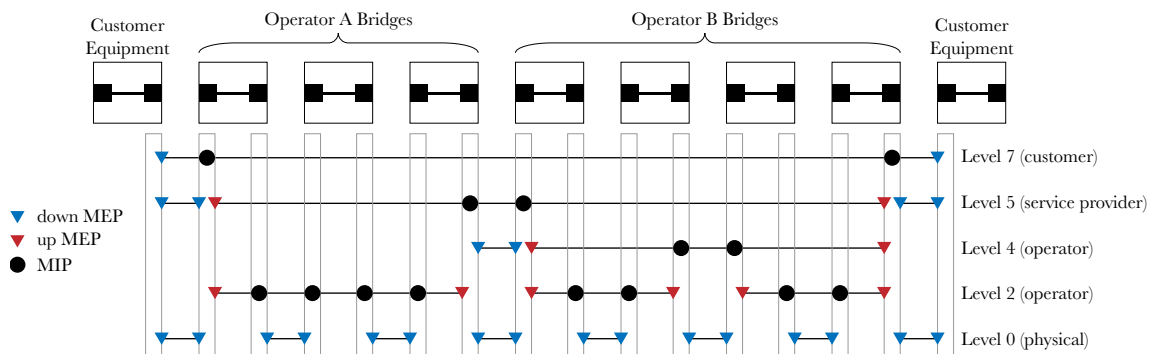 Customer
Equipment
Operator A Bridges
Operator B Bridges
Customer
Equipment
Level 7 (customer)
Level 5 (service provider)
down MEP
up MEP
MIP
Level 4 (operator)
Level 2 (operator)
Level 0 (physical)